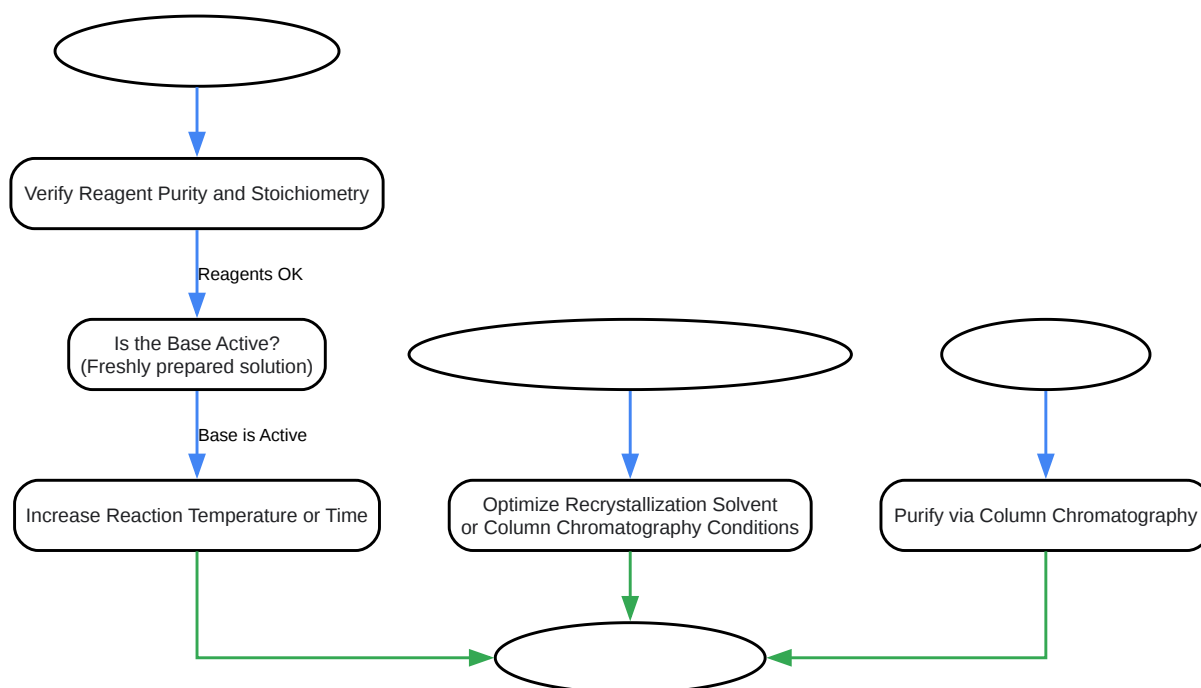 Verify Reagent Purity and Stoichiometry
Reagents OK
Is the Base Active?
(Freshly prepared solution)
Base is Active
Increase Reaction Temperature or Time
Optimize Recrystallization Solvent
or Column Chromatography Conditions
Purify via Column Chromatography